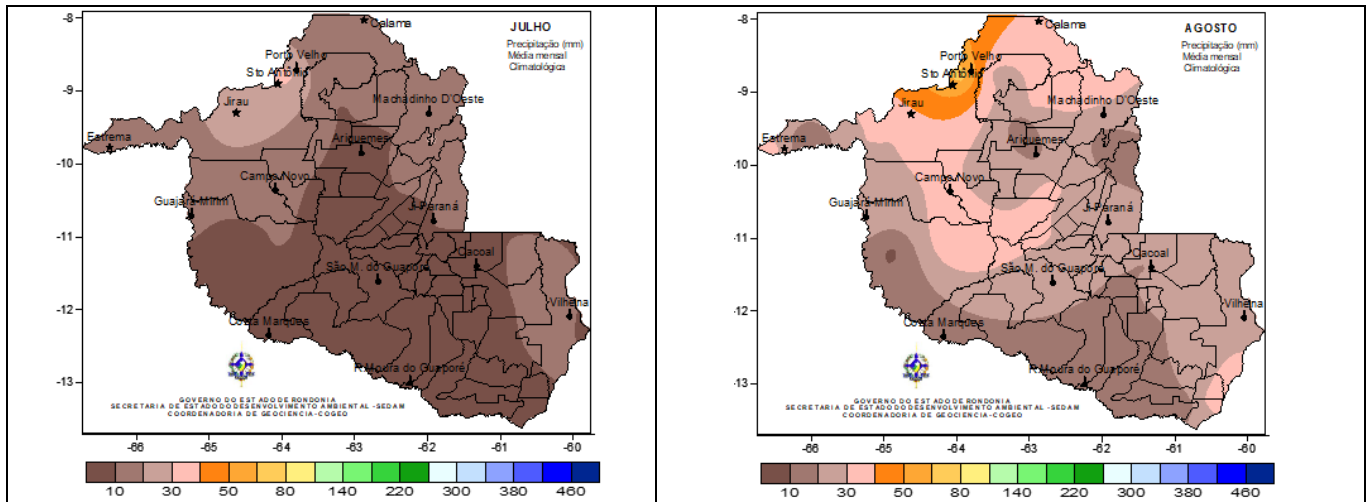 JULHO
Precipitação (mm)
Média mensal
Climatológica
-8
-9
-10
-11
-12
-13
Calama
Porto Velho
Sto Antônio
Jirau
Machadinho D'Oeste
Estrema
Ariquemes
Campo Novo
Guajará-Mirim
Ji Paraná
São M. do Guaporé
Cacoal
Vilhena
Costa Marques
P.Moura do Guaporé
GOVERNO DO ESTADO DE RONDONIA
SECRETARIA DE ESTADO DO DESENVOLVIMENTO AMBIENTAL -SEDAM
COORDENADORIA DE GEOCIENCIA-COGEO
-66 -65 -64 -63 -62 -61 -60
10 30 50 80 140 220 300 380 460
AGOSTO
Precipitação (mm)
Média mensal
Climatológica
-8
-9
-10
-11
-12
-13
Calama
Porto Velho
Sto Antônio
Jirau
Machadinho D'Oeste
Estrema
Ariquemes
Campo Novo
Guajará-Mirim
Ji Paraná
São M. do Guaporé
Cacoal
Vilhena
Costa Marques
P.Moura do Guaporé
GOVERNO DO ESTADO DE RONDONIA
SECRETARIA DE ESTADO DO DESENVOLVIMENTO AMBIENTAL -SEDAM
COORDENADORIA DE GEOCIENCIA-COGEO
-66 -65 -64 -63 -62 -61 -60
10 30 50 80 140 220 300 380 460